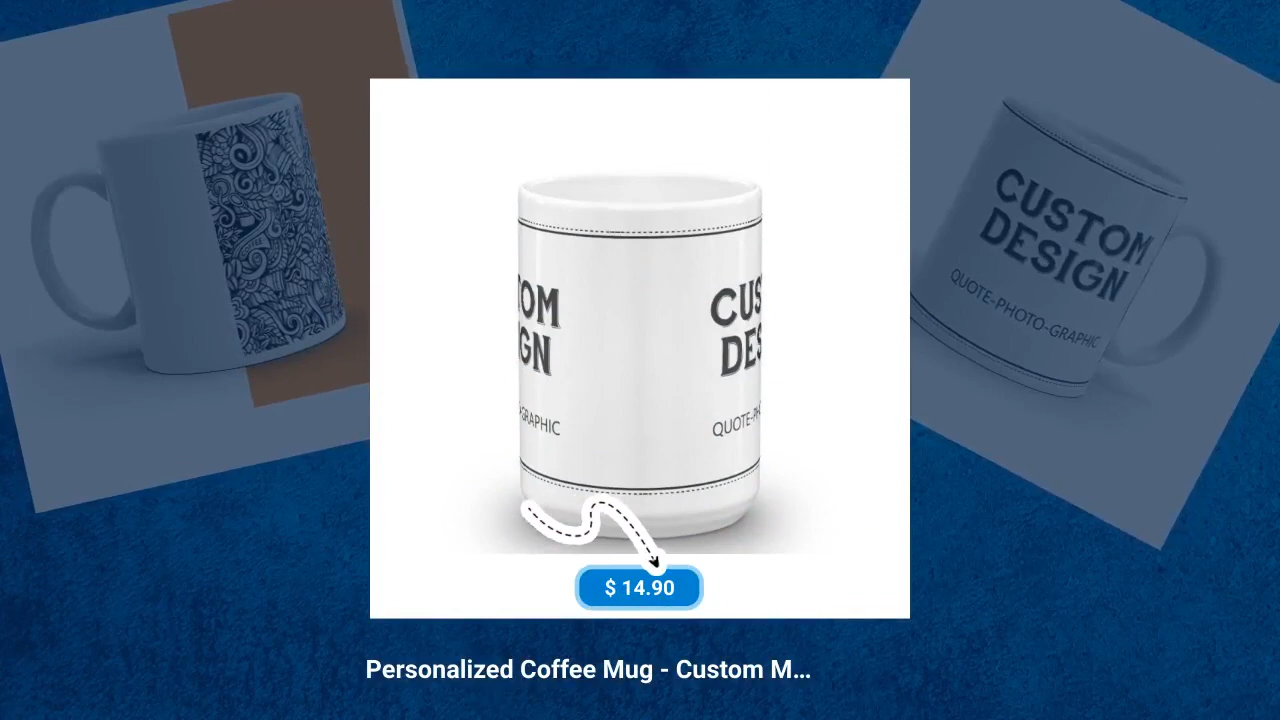 TOM
GN
-GRAPHIC
CUS
DES
QUOTE-PH
CUSTOM
DESIGN
QUOTE-PHOTO-GRAPHIC
$ 14.90
Personalized Coffee Mug - Custom M...